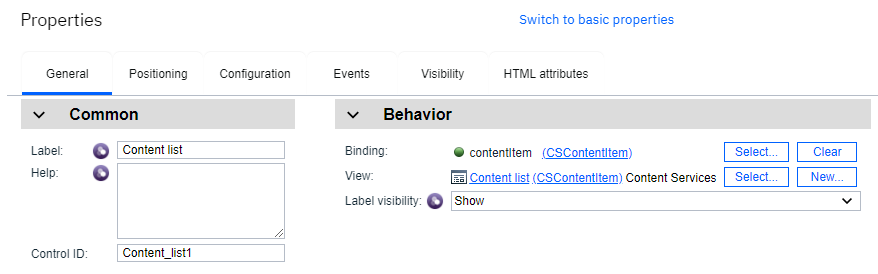 Properties
Switch to basic properties
General Positioning Configuration Events Visibility HTML attributes
Common
Label: Content list
Help:
Control ID: Content_list1
Behavior
Binding: contentItem (CSContentItem) Select... Clear
View: Content list (CSContentItem) Content Services Select... New...
Label visibility: Show